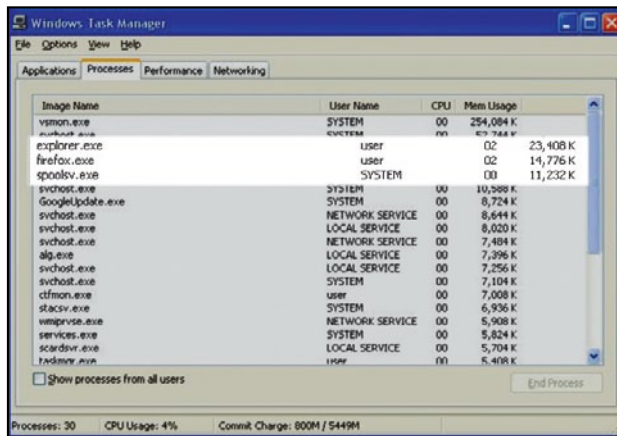 Windows Task Manager
File Options View Help
Applications Processes Performance Networking
Image Name User Name CPU Mem Usage
vsmon.exe SYSTEM 00 254,084 K
svchost.exe SYSTEM 00 52,744 K
explorer.exe user 02 23,408 K
firefox.exe user 02 14,776 K
spoolsv.exe SYSTEM 00 11,232 K
svchost.exe SYSTEM 00 10,588 K
GoogleUpdate.exe SYSTEM 00 8,724 K
svchost.exe NETWORK SERVICE 00 8,644 K
svchost.exe LOCAL SERVICE 00 8,020 K
svchost.exe NETWORK SERVICE 00 7,484 K
alg.exe LOCAL SERVICE 00 7,396 K
svchost.exe LOCAL SERVICE 00 7,256 K
svchost.exe SYSTEM 00 7,104 K
ctfmon.exe user 00 7,008 K
stacsv.exe SYSTEM 00 6,936 K
wmiprvse.exe NETWORK SERVICE 00 5,908 K
services.exe SYSTEM 00 5,824 K
scardsvr.exe LOCAL SERVICE 00 5,704 K
taskmgr.exe user 00 5,408 K
Show processes from all users End Process
Processes: 30 CPU Usage: 4% Commit Charge: 800M / 5449M